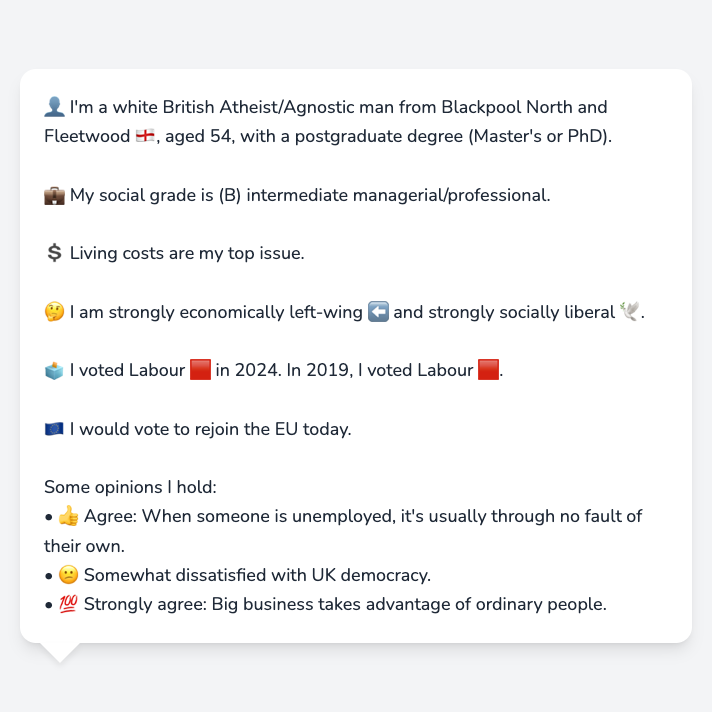 👤 I'm a white British Atheist/Agnostic man from Blackpool North and
Fleetwood 🏴󠁧󠁢󠁥󠁮󠁧󠁿, aged 54, with a postgraduate degree (Master's or PhD).
💼 My social grade is (B) intermediate managerial/professional.
💲 Living costs are my top issue.
🤔 I am strongly economically left-wing ⬅️ and strongly socially liberal 🕊️.
🗳️ I voted Labour 🟥 in 2024. In 2019, I voted Labour 🟥.
🇪🇺 I would vote to rejoin the EU today.
Some opinions I hold:
• 👍 Agree: When someone is unemployed, it's usually through no fault of
their own.
• 😕 Somewhat dissatisfied with UK democracy.
• 💯 Strongly agree: Big business takes advantage of ordinary people.